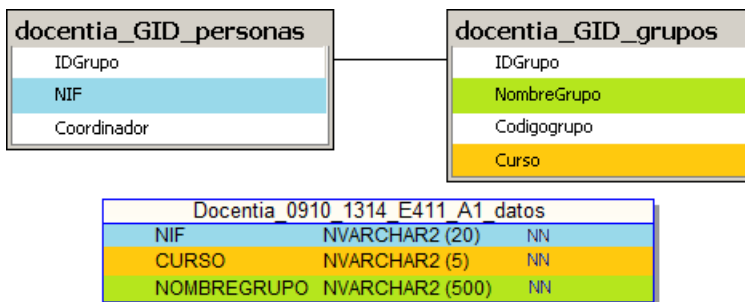 docentia_GID_personas
IDGrupo
NIF
Coordinador
docentia_GID_grupos
IDGrupo
NombreGrupo
Codigogrupo
Curso
Docentia_0910_1314_E411_A1_datos
NIF NVARCHAR2 (20) NN
CURSO NVARCHAR2 (5) NN
NOMBREGRUPO NVARCHAR2 (500) NN